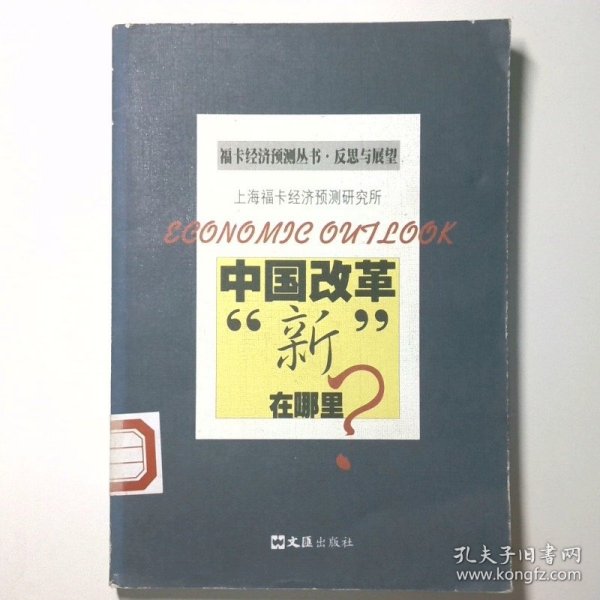 福卡经济预测丛书·反思与展望
上海福卡经济预测研究所
ECONOMIC OUTLOOK
中国改革
“新”
在哪里?
文匯出版社
孔夫子旧书网
www.kongfz.com